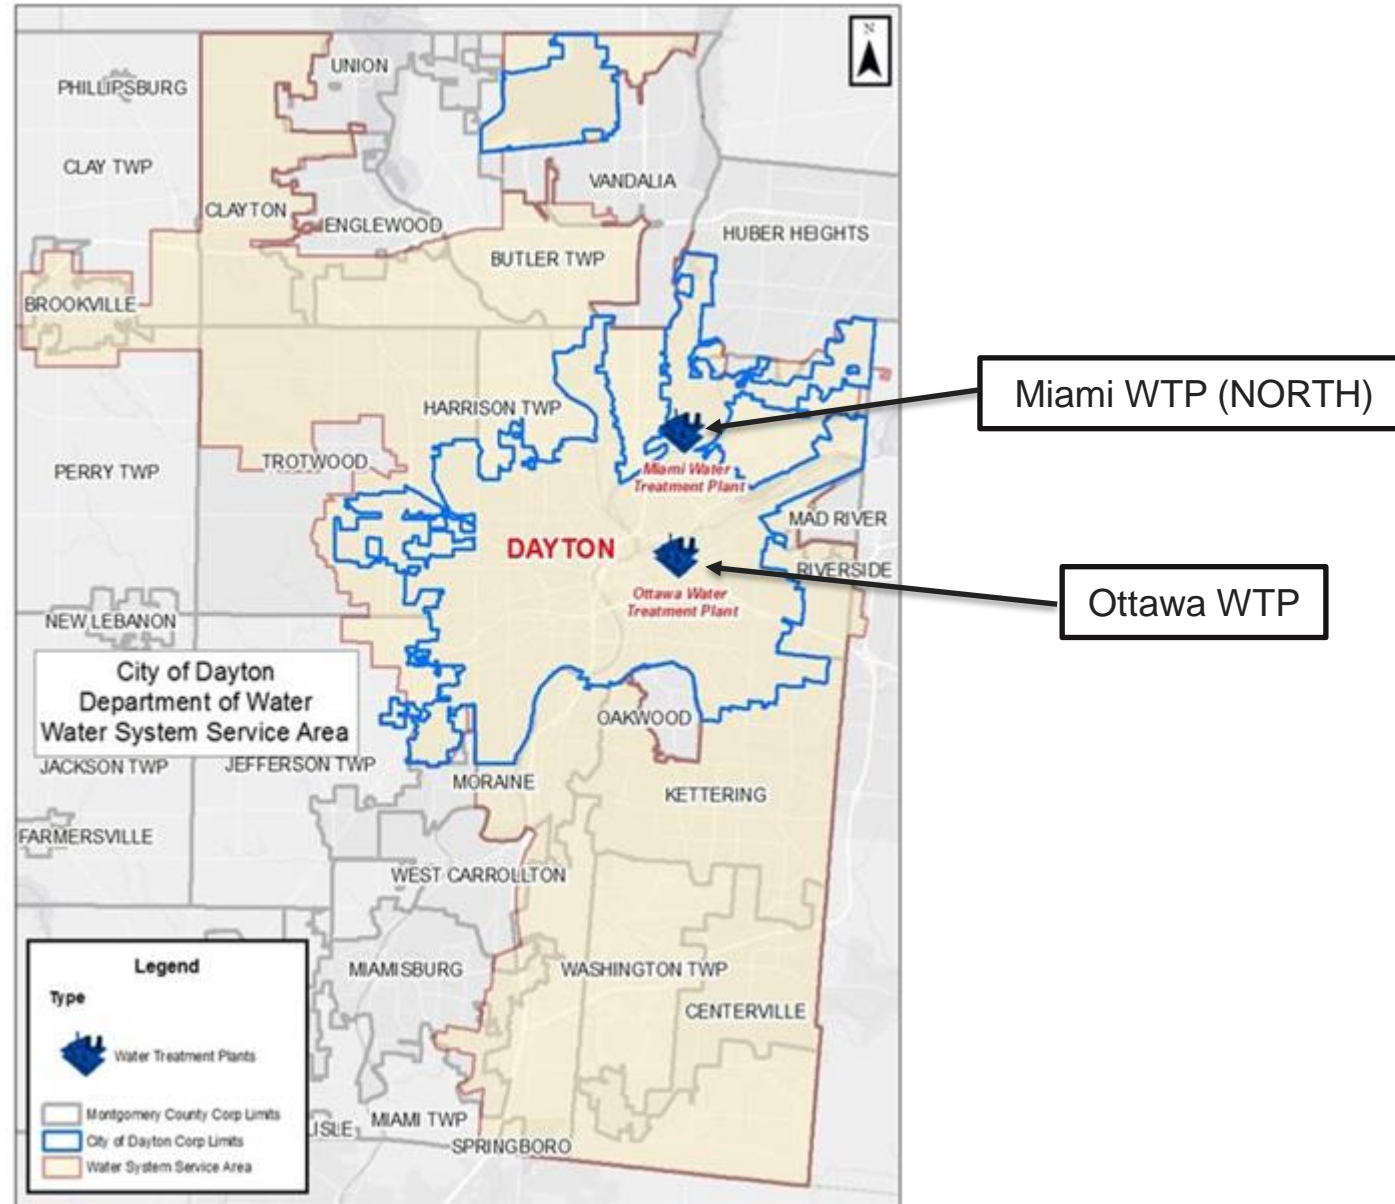 N
UNION
PHILLIPSBURG
CLAY TWP
VANDALIA
CLAYTON
ENGLEWOOD
HUBER HEIGHTS
BUTLER TWP
BROOKVILLE
Miami WTP (NORTH)
HARRISON TWP
TROTWOOD
PERRY TWP
Miami Water
Treatment Plant
MAD RIVER
DAYTON
RIVERSIDE
Ottawa Water
Treatment Plant
Ottawa WTP
NEW LEBANON
City of Dayton
Department of Water
Water System Service Area
OAKWOOD
JACKSON TWP
JEFFERSON TWP
MORAINE
KETTERING
FARMERSVILLE
WEST CARROLLTON
MIAMISBURG
WASHINGTON TWP
CENTERVILLE
LISLE
MIAMI TWP
SPRINGBORO
Legend
Type
Water Treatment Plants
Montgomery County Corp Limits
City of Dayton Corp Limits
Water System Service Area